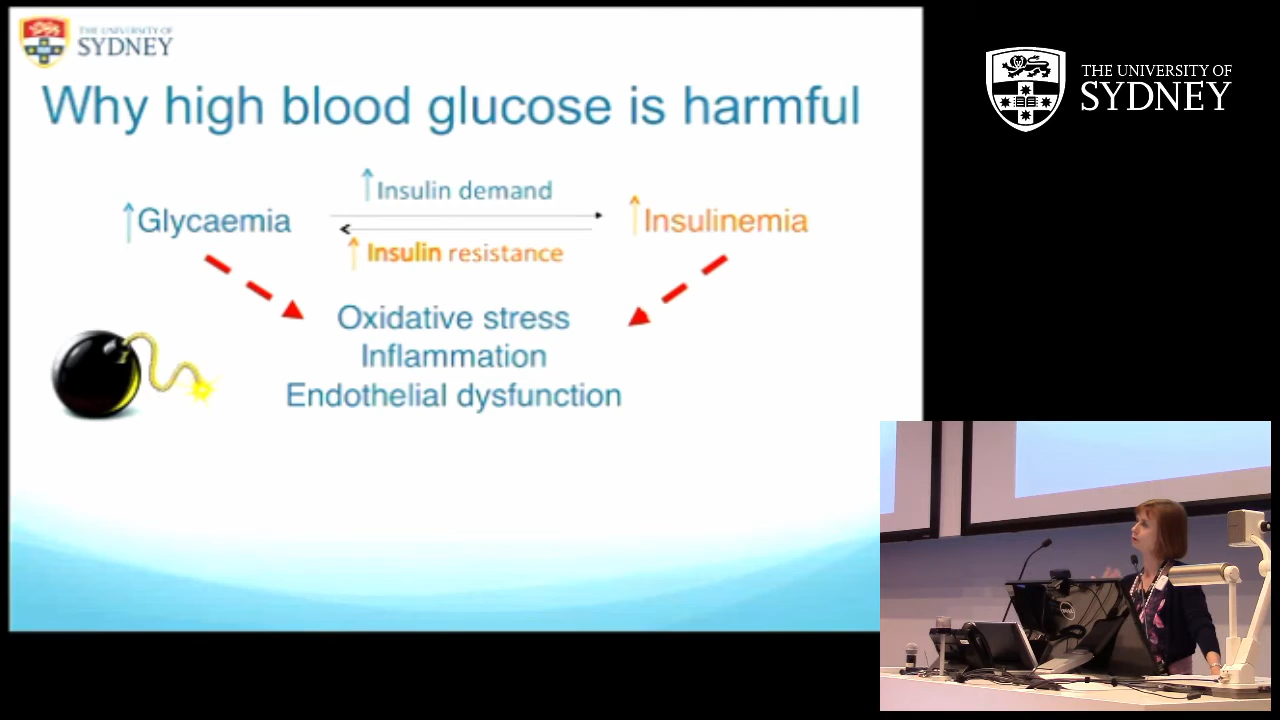 THE UNIVERSITY OF
SYDNEY
Why high blood glucose is harmful
Insulin demand
Glycaemia
Insulinemia
Insulin resistance
Oxidative stress
Inflammation
Endothelial dysfunction
THE UNIVERSITY OF
SYDNEY
DELL